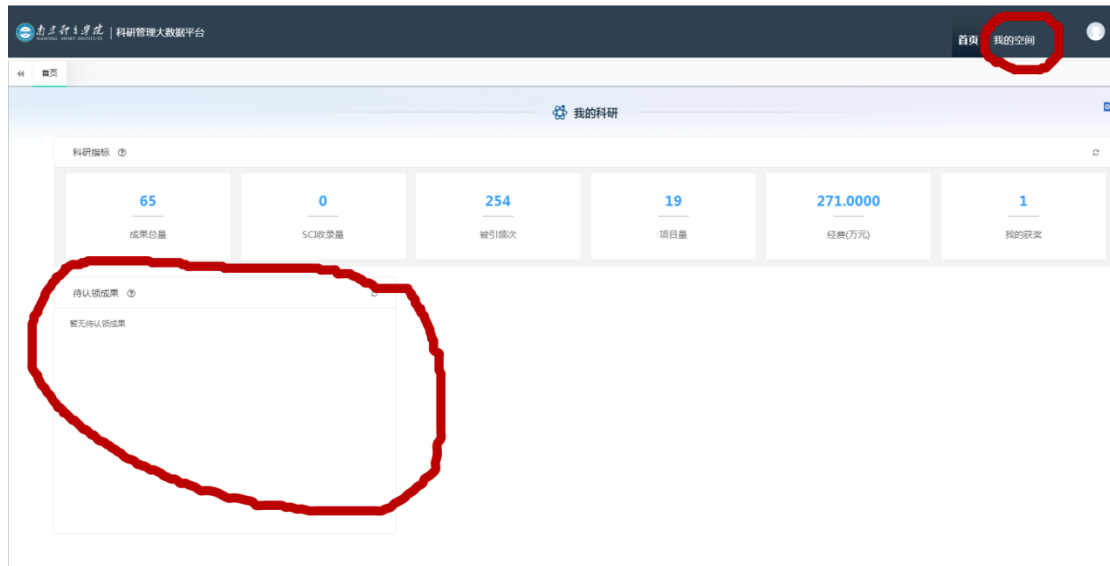 南京体育学院 | 科研管理大数据平台
NANJING SPORT INSTITUTE
首页 我的空间
首页
我的科研
科研指标
65 0 254 19 271.0000 1
成果总量 SCI收录量 被引频次 项目量 经费(万元) 我的获奖
待认领成果
暂无待认领成果